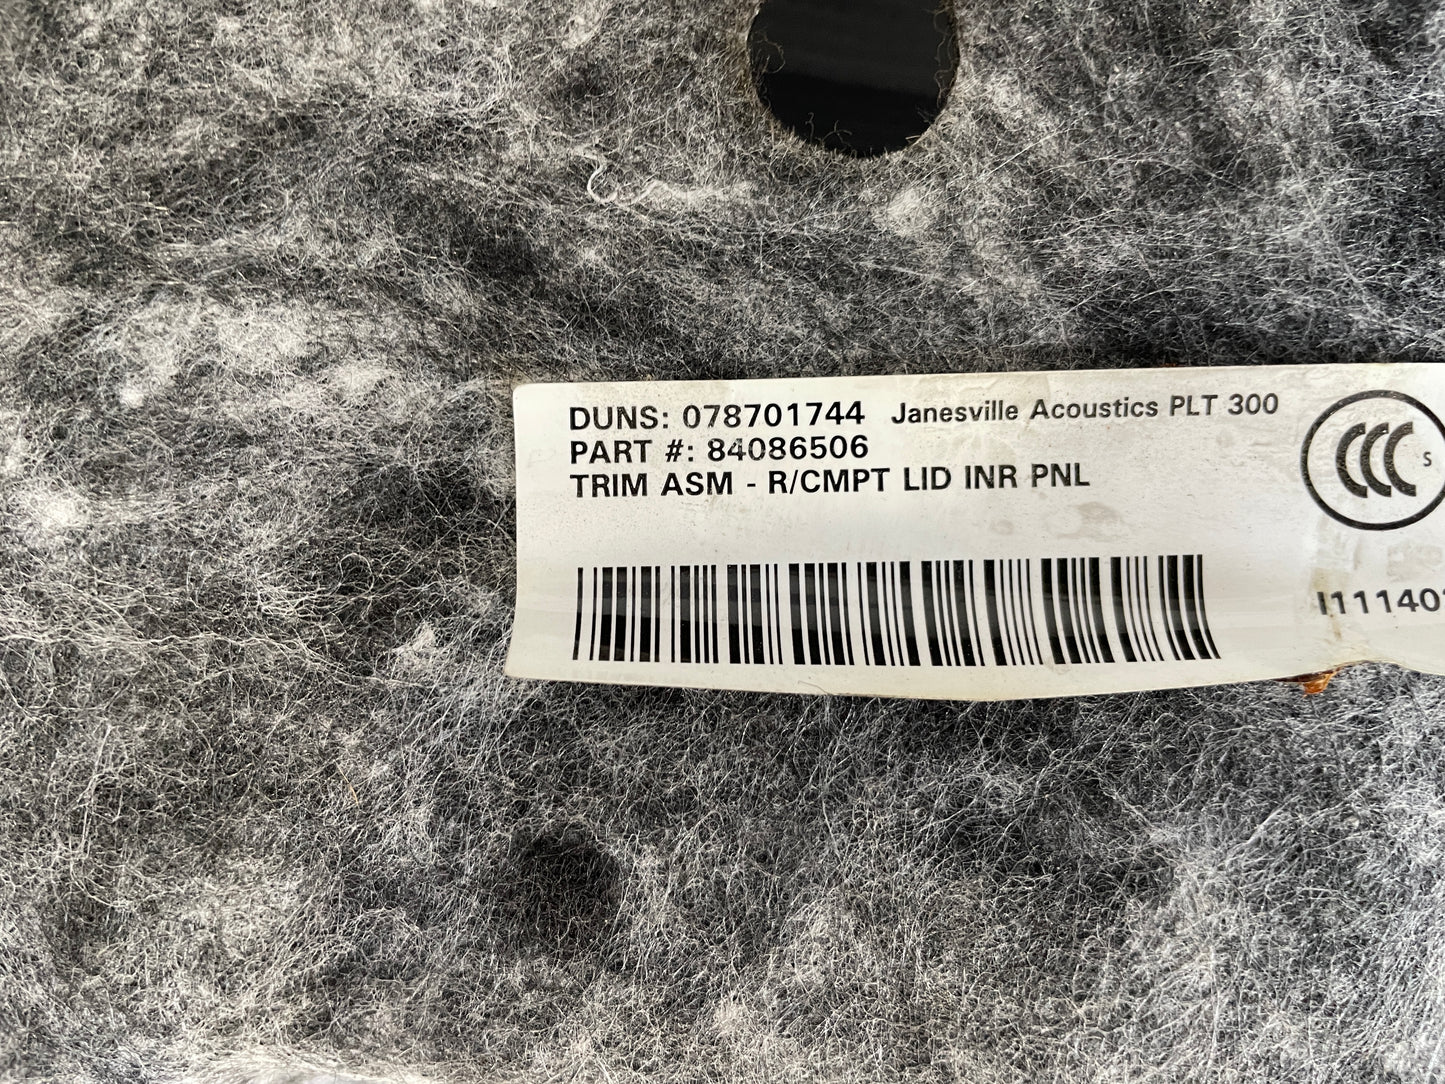 DUNS: 078701744 Janesville Acoustics PLT 300
PART #: 84086506
TRIM ASM - R/CMPT LID INR PNL
CCC S